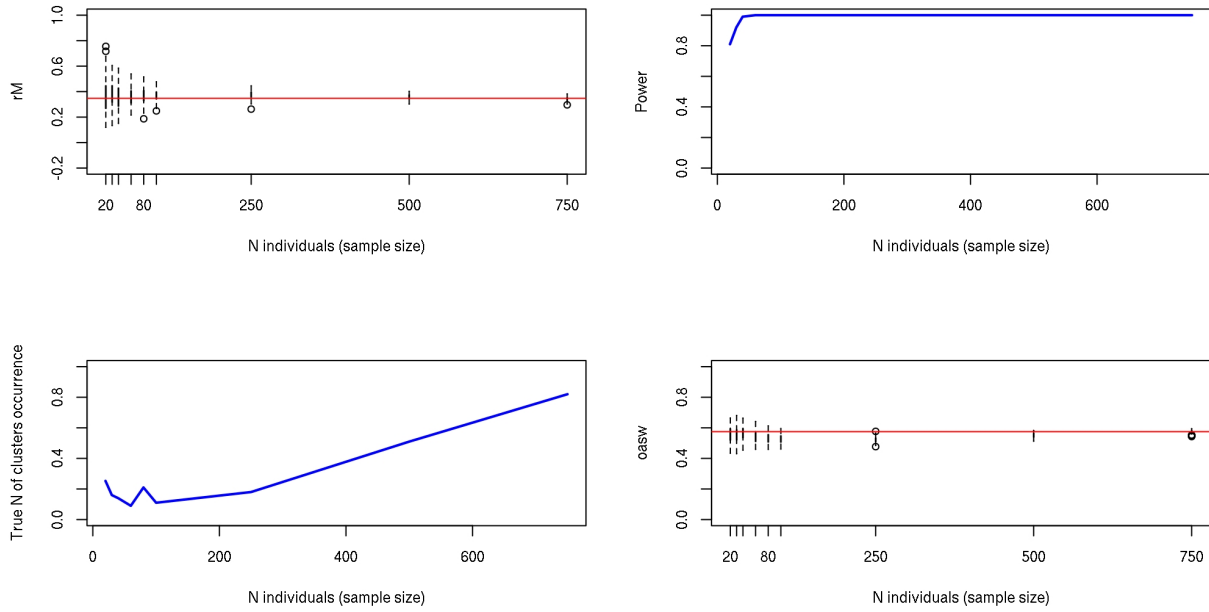 rM
1.0
0.6
0.2
-0.2
20 80 250 500 750
N individuals (sample size)
Power
0.8
0.4
0.0
0 200 400 600
N individuals (sample size)
True N of clusters occurrence
0.8
0.4
0.0
0 200 400 600
N individuals (sample size)
oasw
0.8
0.4
0.0
20 80 250 500 750
N individuals (sample size)